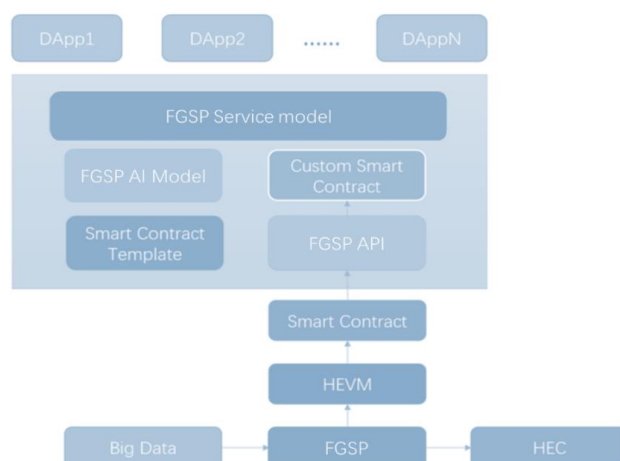 DApp1 DApp2 ...... DAppN
FGSP Service model
FGSP AI Model
Custom Smart
Contract
Smart Contract
Template
FGSP API
Smart Contract
HEVM
Big Data FGSP HEC